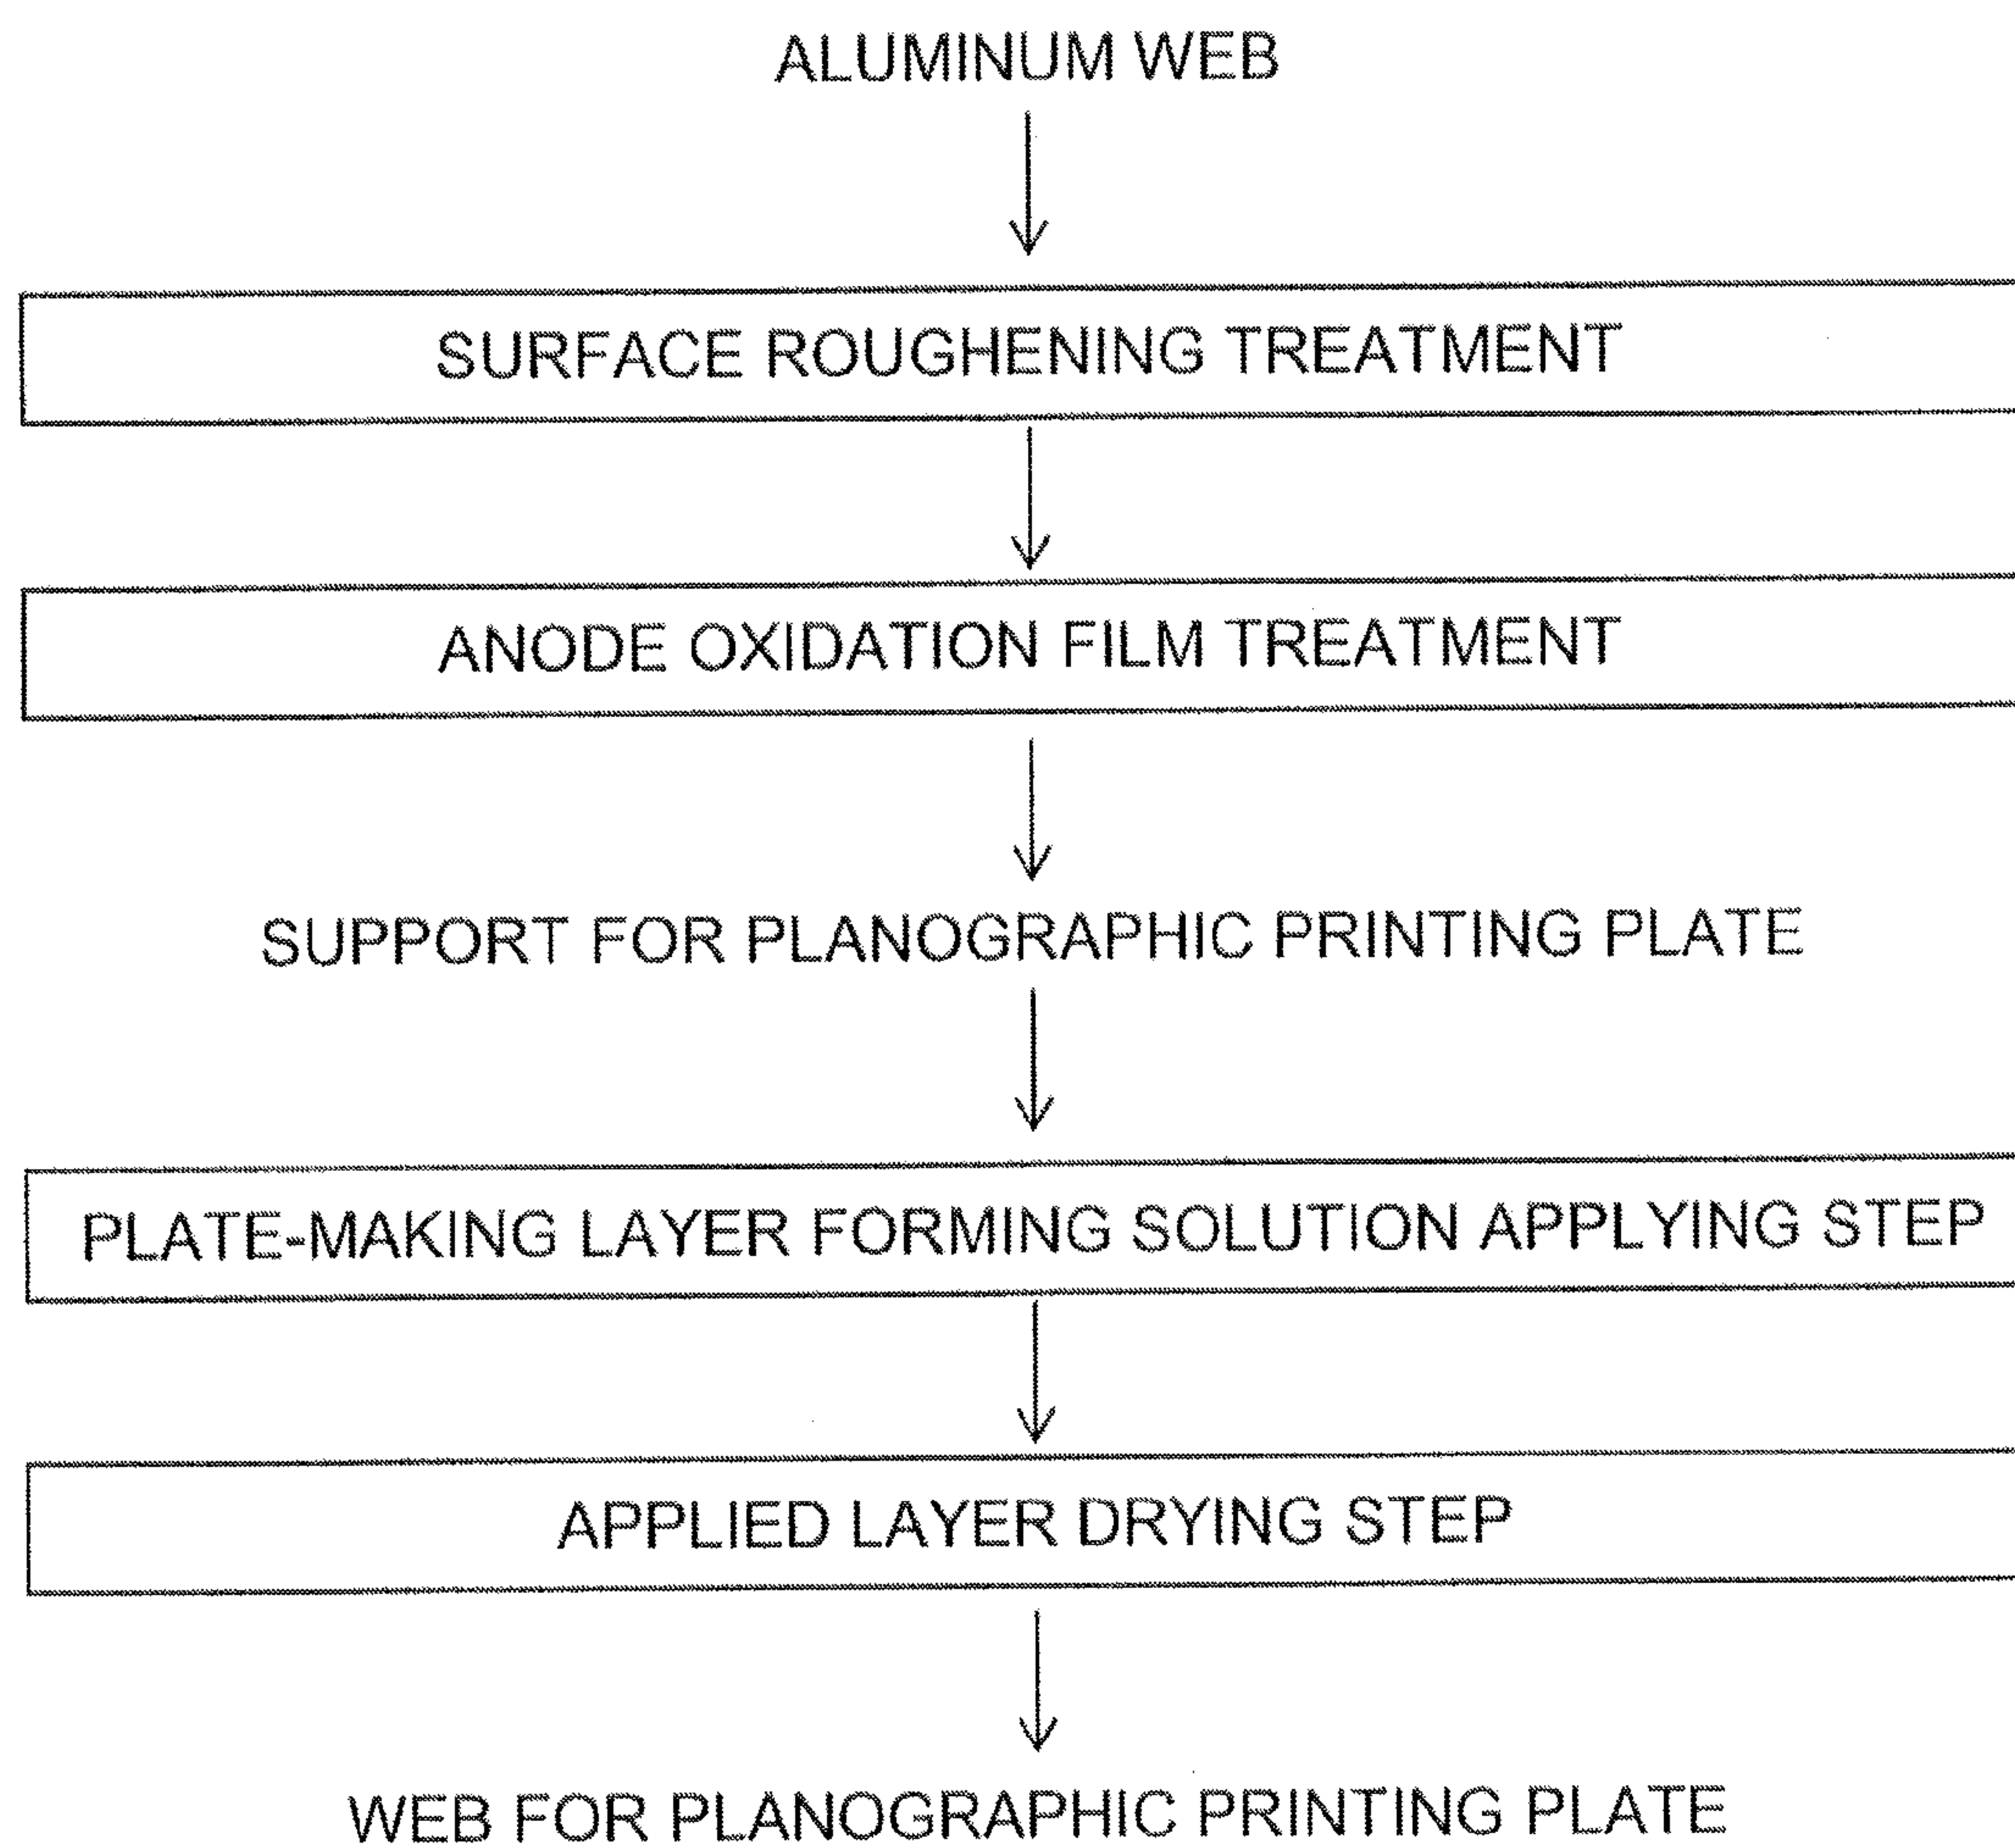 ALUMINUM WEB
SURFACE ROUGHENING TREATMENT
ANODE OXIDATION FILM TREATMENT
SUPPORT FOR PLANOGRAPHIC PRINTING PLATE
PLATE-MAKING LAYER FORMING SOLUTION APPLYING STEP
APPLIED LAYER DRYING STEP
WEB FOR PLANOGRAPHIC PRINTING PLATE